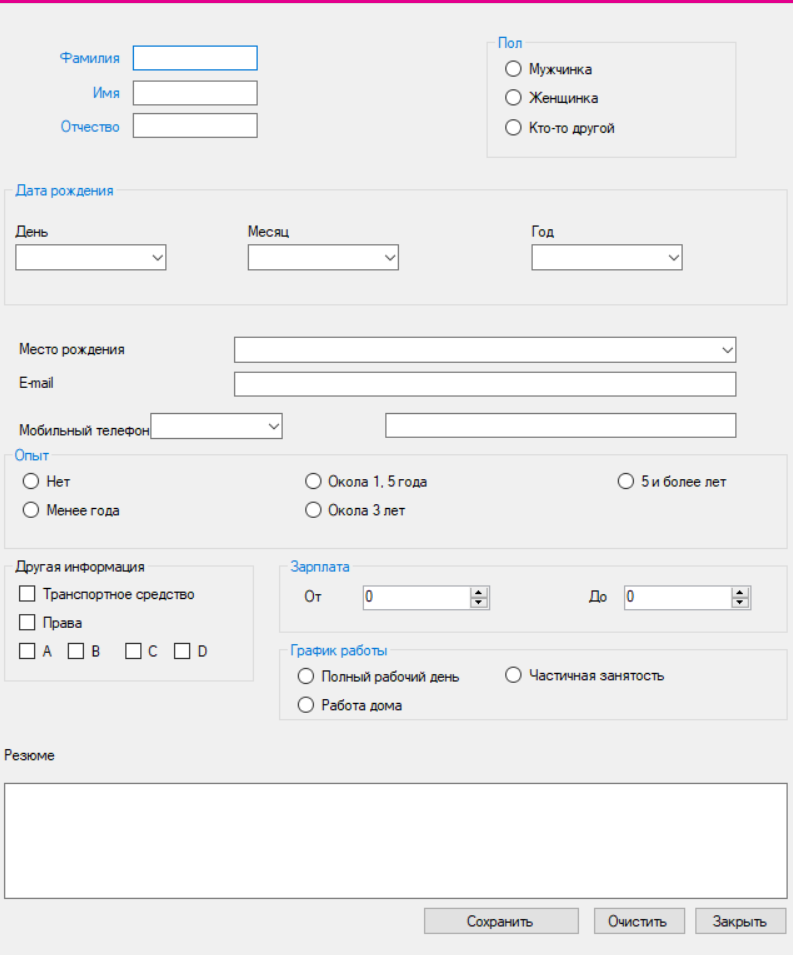 Фамилия
Имя
Отчество
Пол
Мужчинка
Женщинка
Кто-то другой
Дата рождения
День Месяц Год
Место рождения
E-mail
Мобильный телефон
Опыт
Нет Окола 1, 5 года 5 и более лет
Менее года Окола 3 лет
Другая информация
Транспортное средство
Права
A B C D
Зарплата
От 0 До 0
График работы
Полный рабочий день Частичная занятость
Работа дома
Резюме
Сохранить Очистить Закрыть